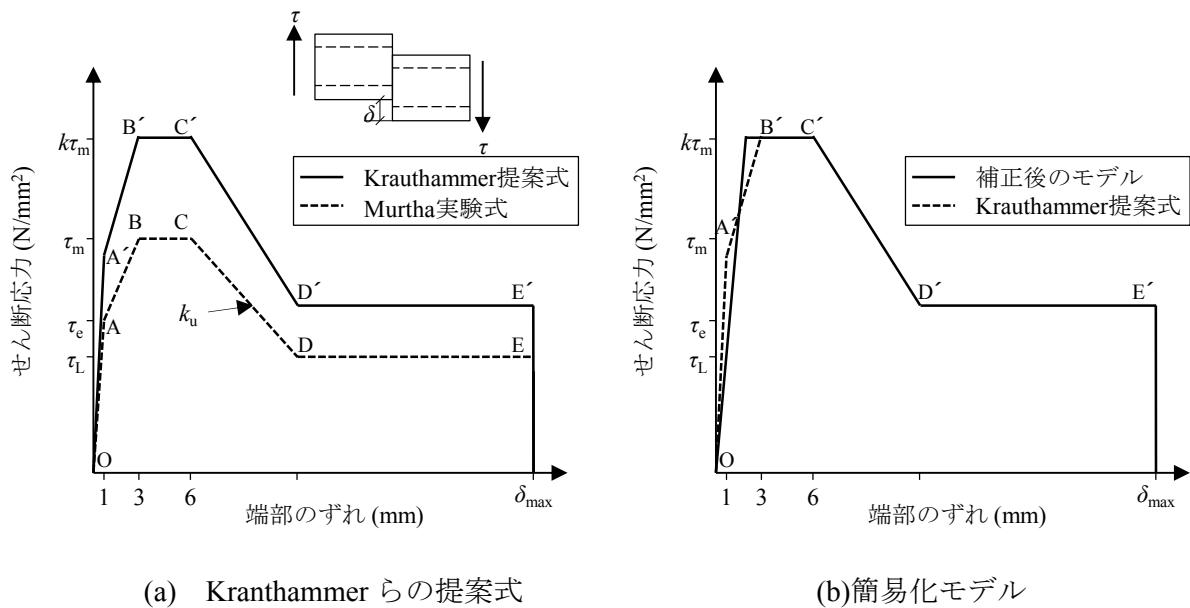 τ
δ
τ
B´
C´
kτm
Krauthammer提案式
Murtha実験式
B
C
τm
A´
D´
E´
ku
τe
A
τL
D
E
O
1
3
6
δmax
せん断応力 (N/mm²)
端部のずれ (mm)
(a) Kranthammer らの提案式
B´
C´
kτm
補正後のモデル
Krauthammer提案式
τm
A´
D´
E´
τe
τL
O
1
3
6
δmax
せん断応力 (N/mm²)
端部のずれ (mm)
(b)簡易化モデル